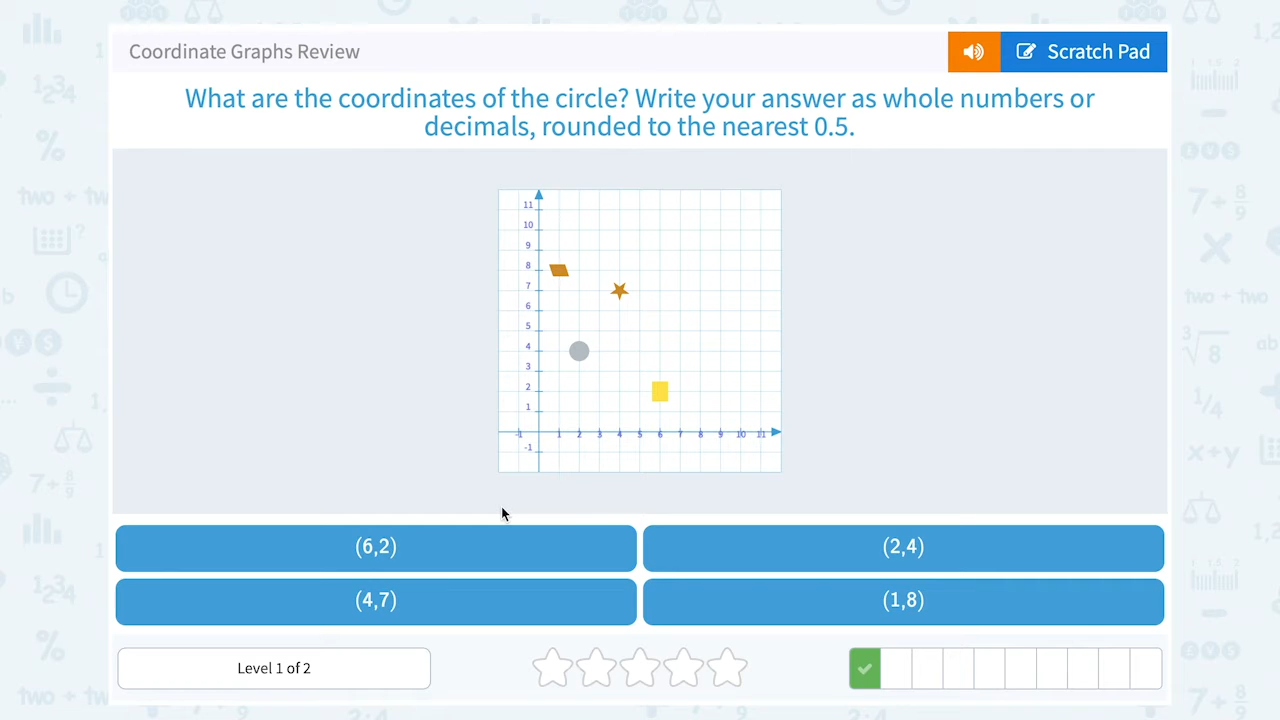 Coordinate Graphs Review
Scratch Pad
What are the coordinates of the circle? Write your answer as whole numbers or
decimals, rounded to the nearest 0.5.
11
10
9
8
7
6
5
4
3
2
1
-1 1 2 3 4 5 6 7 8 9 10 11
-1
(6,2)
(2,4)
(4,7)
(1,8)
Level 1 of 2